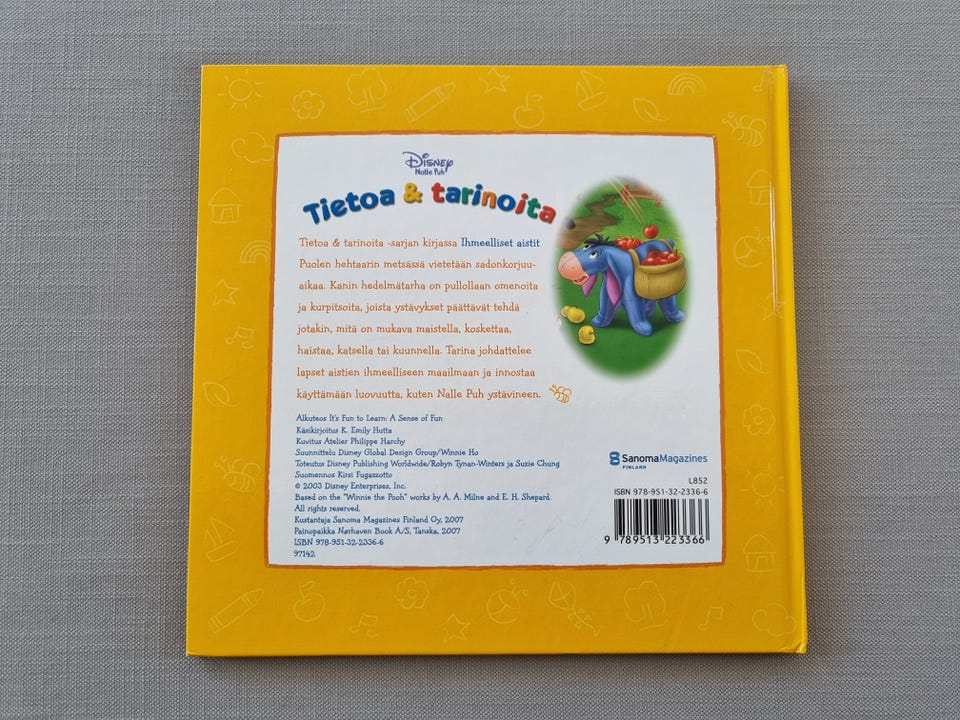 Disney
Nalle Puh
Tietoa & tarinoita
Tietoa & tarinoita -sarjan kirjassa Ihmeelliset aistit
Puolen hehtaarin metsässä vietetään sadonkorjuu-
aikaa. Kanin hedelmätarha on pullollaan omenoita
ja kurpitsoita, joista ystävykset päättävät tehdä
jotakin, mitä on mukava maistella, koskettaa,
haistaa, katsella tai kuunnella. Tarina johdattelee
lapset aistien ihmeelliseen maailmaan ja innostaa
käyttämään luovuutta, kuten Nalle Puh ystävineen.
Alkuteos It's Fun to Learn: A Sense of Fun
Käsikirjoitus K. Emily Hutta
Kuvitus Atelier Philippe Harchy
Suunnittelu Disney Global Design Group/Winnie Ho
Toteutus Disney Publishing Worldwide/Robyn Tynan-Winters ja Suzie Chung
Suomennos Kirsi Fugazzotto
© 2003 Disney Enterprises, Inc.
Based on the "Winnie the Pooh" works by A. A. Milne and E. H. Shepard.
All rights reserved.
Kustantaja Sanoma Magazines Finland Oy, 2007
Painopaikka Nørhaven Book A/S, Tanska, 2007
ISBN 978-951-32-2336-6
97142
SanomaMagazines
FINLAND
L852
ISBN 978-951-32-2336-6
9 789513 223366